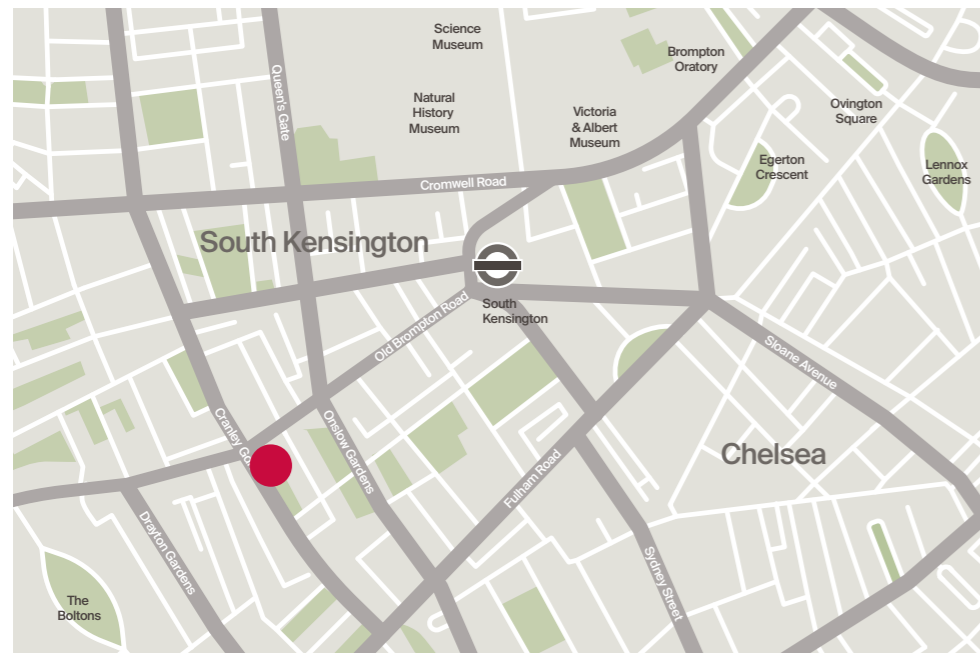 Science
Museum
Brompton
Oratory
Queen's Gate
Natural
History
Museum
Victoria
& Albert
Museum
Ovington
Square
Egerton
Crescent
Lennox
Gardens
Cromwell Road
South Kensington
South
Kensington
Old Brompton Road
Sloane Avenue
Cranley
Onslow Gardens
Chelsea
Fulham Road
Drayton Gardens
Sydney Street
The
Boltons